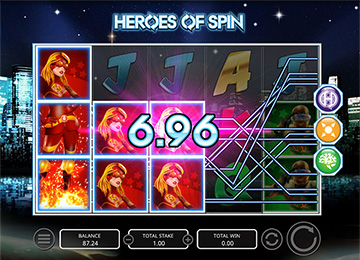 HEROES OF SPIN
J J A J
6.96
BALANCE TOTAL STAKE TOTAL WIN
87.24 1.00 0.00